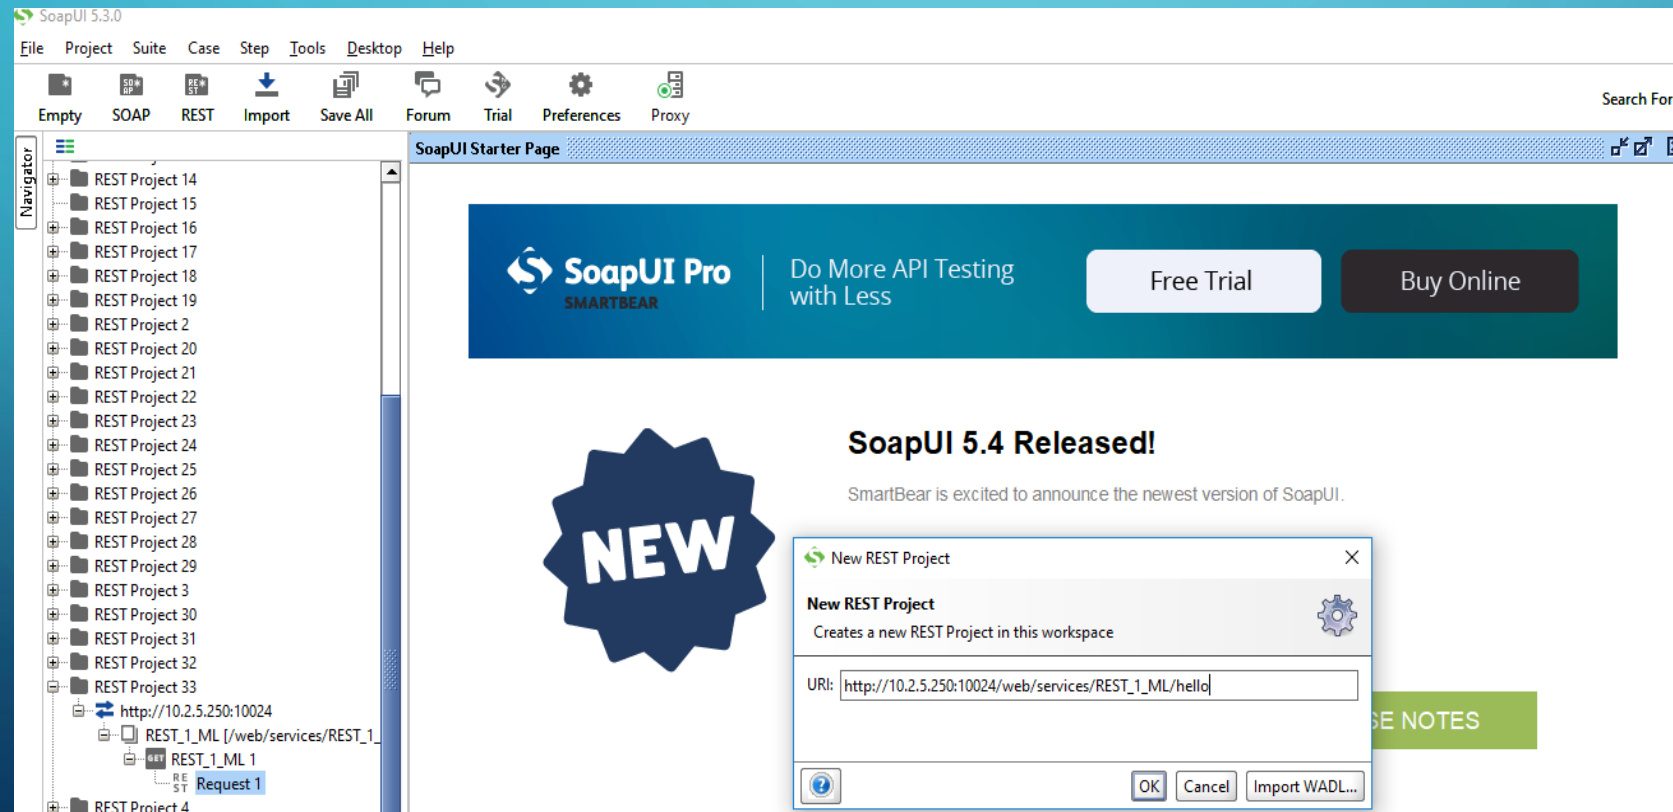 SoapUI 5.3.0
File Project Suite Case Step Tools Desktop Help
Empty SOAP REST Import Save All Forum Trial Preferences Proxy
Search For
Navigator
SoapUI Starter Page
REST Project 14
REST Project 15
REST Project 16
REST Project 17
REST Project 18
REST Project 19
REST Project 2
REST Project 20
REST Project 21
REST Project 22
REST Project 23
REST Project 24
REST Project 25
REST Project 26
REST Project 27
REST Project 28
REST Project 29
REST Project 3
REST Project 30
REST Project 31
REST Project 32
REST Project 33
http://10.2.5.250:10024
REST_1_ML [/web/services/REST_1_
GET REST_1_ML 1
REST Request 1
REST Project 4
SoapUI Pro
SMARTBEAR
Do More API Testing
with Less
Free Trial
Buy Online
NEW
SoapUI 5.4 Released!
SmartBear is excited to announce the newest version of SoapUI.
SE NOTES
New REST Project
New REST Project
Creates a new REST Project in this workspace
URI: http://10.2.5.250:10024/web/services/REST_1_ML/hello
OK Cancel Import WADL...